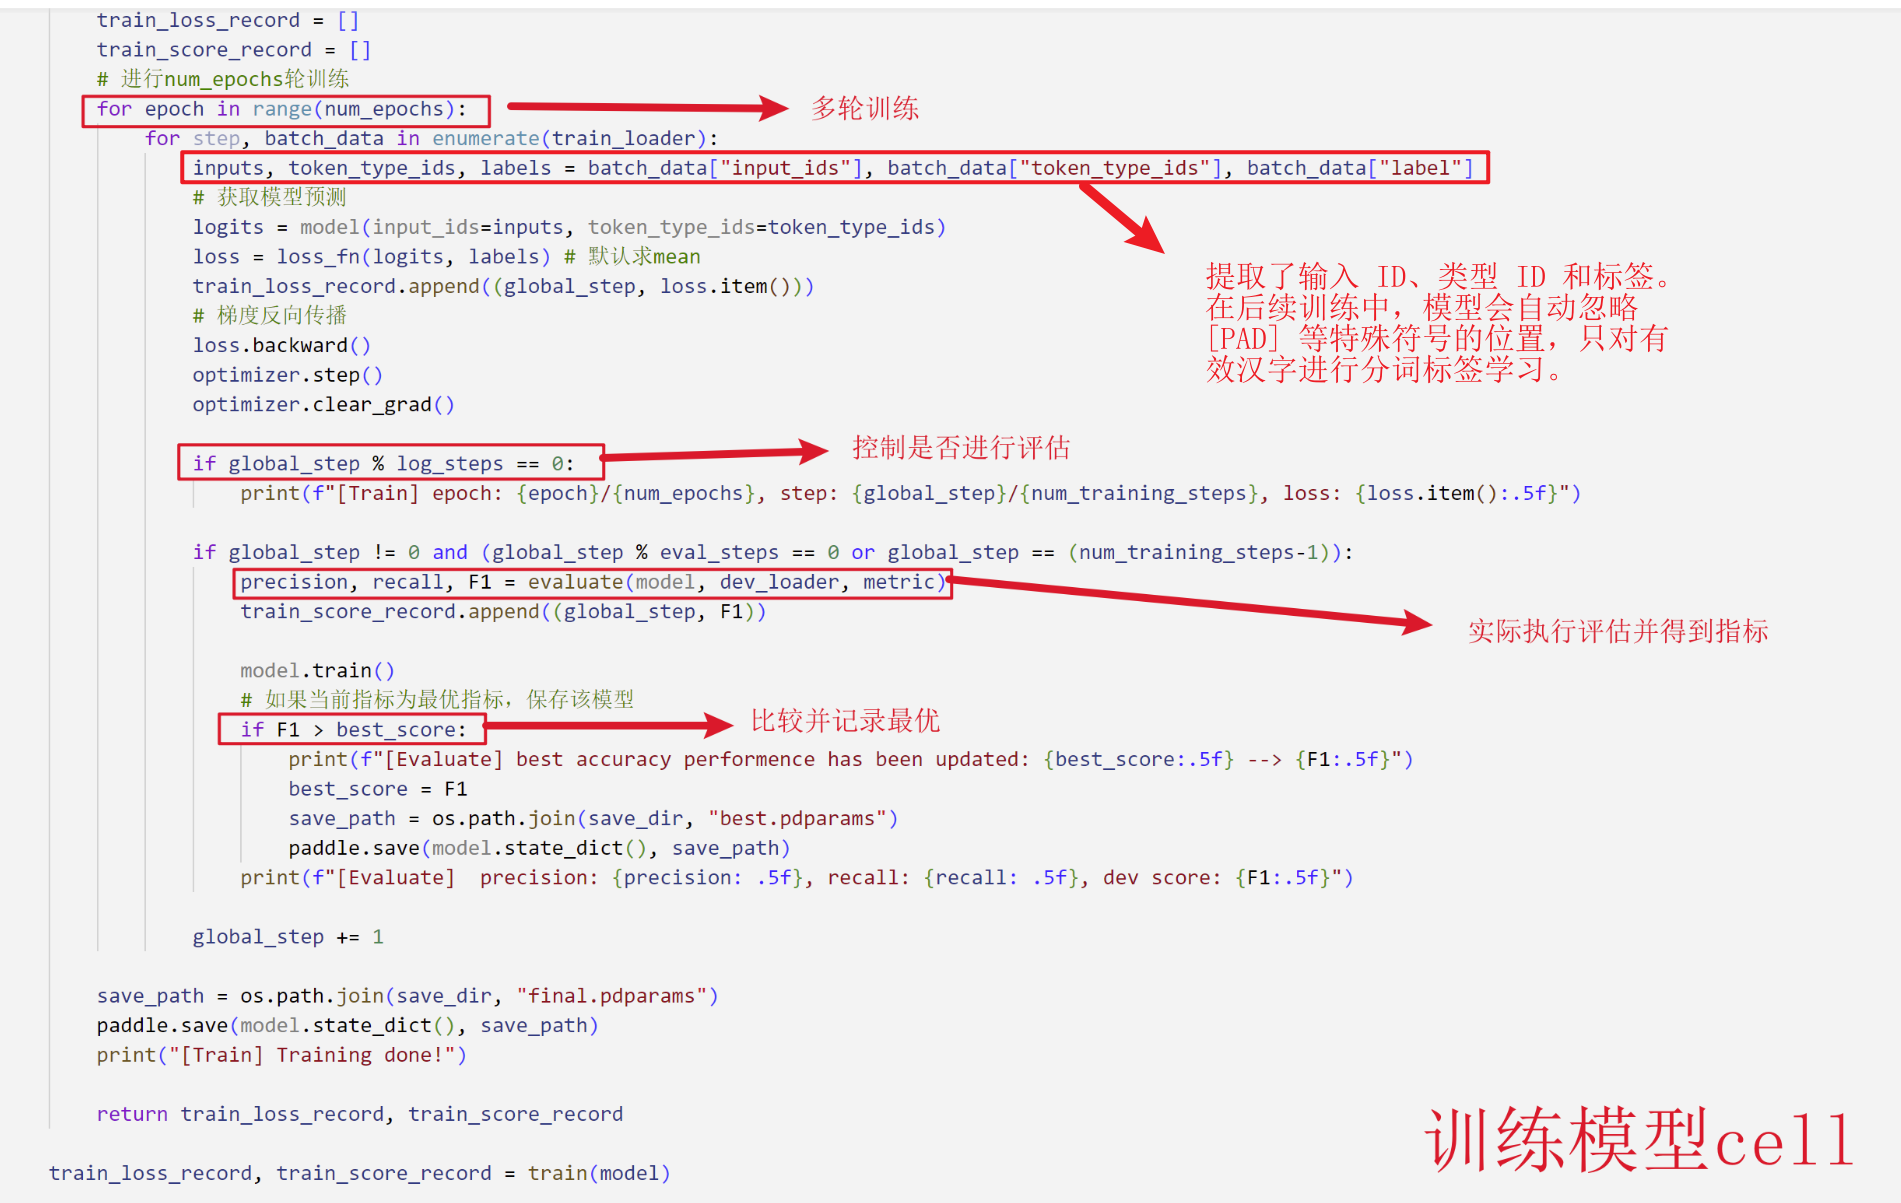 train_loss_record = []
train_score_record = []
# 进行num_epochs轮训练
for epoch in range(num_epochs):
多轮训练
for step, batch_data in enumerate(train_loader):
inputs, token_type_ids, labels = batch_data["input_ids"], batch_data["token_type_ids"], batch_data["label"]
# 获取模型预测
logits = model(input_ids=inputs, token_type_ids=token_type_ids)
loss = loss_fn(logits, labels) # 默认求mean
train_loss_record.append((global_step, loss.item()))
# 梯度反向传播
loss.backward()
optimizer.step()
optimizer.clear_grad()
提取了输入 ID、类型 ID 和标签。
在后续训练中，模型会自动忽略
[PAD] 等特殊符号的位置，只对有
效汉字进行分词标签学习。
if global_step % log_steps == 0:
控制是否进行评估
print(f"[Train] epoch: {epoch}/{num_epochs}, step: {global_step}/{num_training_steps}, loss: {loss.item():.5f}")
if global_step != 0 and (global_step % eval_steps == 0 or global_step == (num_training_steps-1)):
precision, recall, F1 = evaluate(model, dev_loader, metric)
train_score_record.append((global_step, F1))
实际执行评估并得到指标
model.train()
# 如果当前指标为最优指标，保存该模型
if F1 > best_score:
比较并记录最优
print(f"[Evaluate] best accuracy performence has been updated: {best_score:.5f} --> {F1:.5f}")
best_score = F1
save_path = os.path.join(save_dir, "best.pdparams")
paddle.save(model.state_dict(), save_path)
print(f"[Evaluate]  precision: {precision: .5f}, recall: {recall: .5f}, dev score: {F1:.5f}")
global_step += 1
save_path = os.path.join(save_dir, "final.pdparams")
paddle.save(model.state_dict(), save_path)
print("[Train] Training done!")
return train_loss_record, train_score_record
训练模型cell
train_loss_record, train_score_record = train(model)